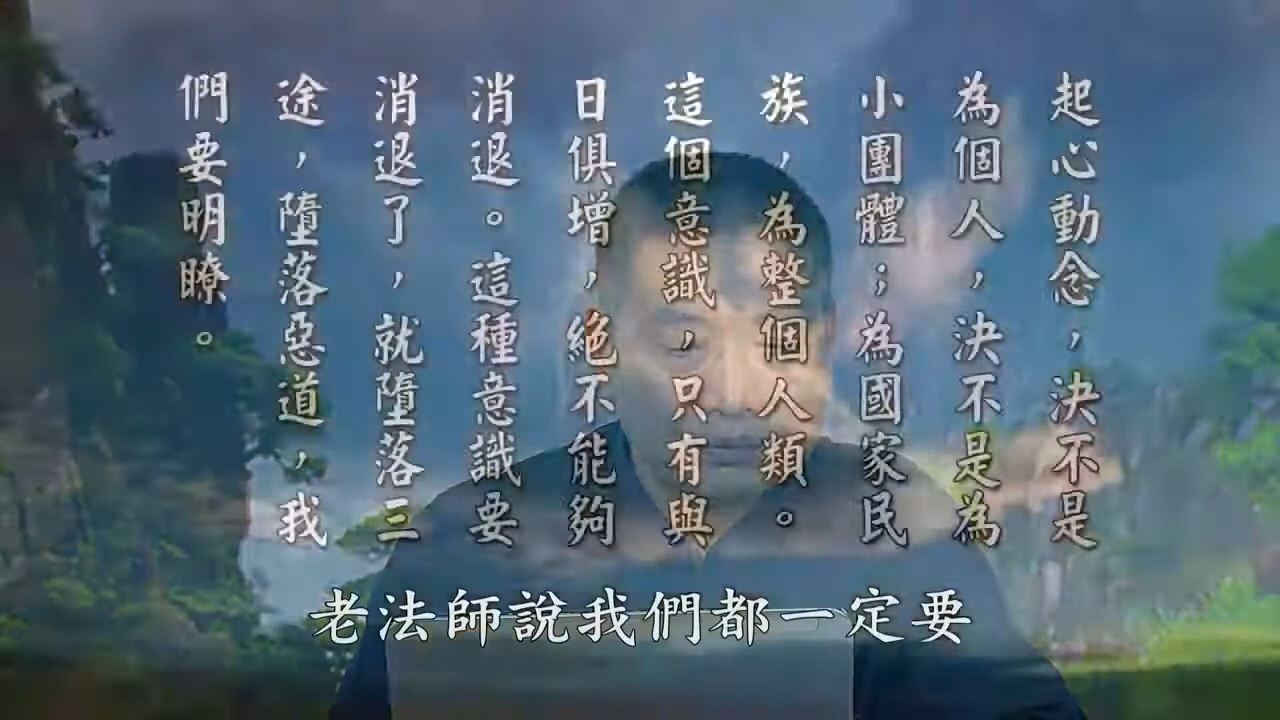 起心動念，決不是
為個人，決不是為
小團體；為國家民
族，為整個人類。
這個意識，只有與
日俱增，絕不能夠
消退。這種意識要
消退了，就墮落三
途，墮落惡道，我
們要明瞭。
老法師說我們都一定要